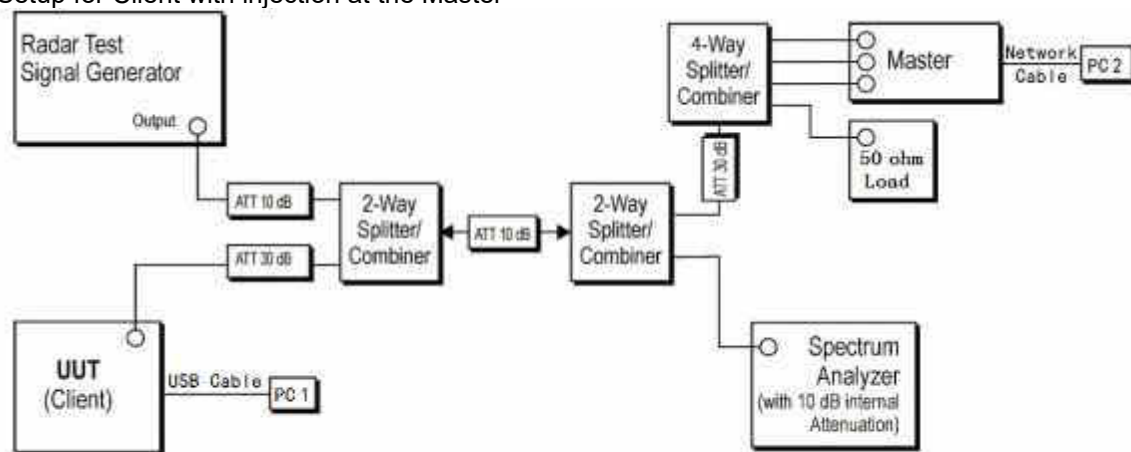 Setup for Client with injection at the Master
Radar Test
Signal Generator
Output
ATT 10 dB
ATT 30 dB
2-Way
Splitter/
Combiner
ATT 10 dB
2-Way
Splitter/
Combiner
ATT 30 dB
4-Way
Splitter/
Combiner
Master
Network
Cable
PC 2
50 ohm
Load
UUT
(Client)
USB Cable
PC 1
Spectrum
Analyzer
(with 10 dB internal
Attenuation)